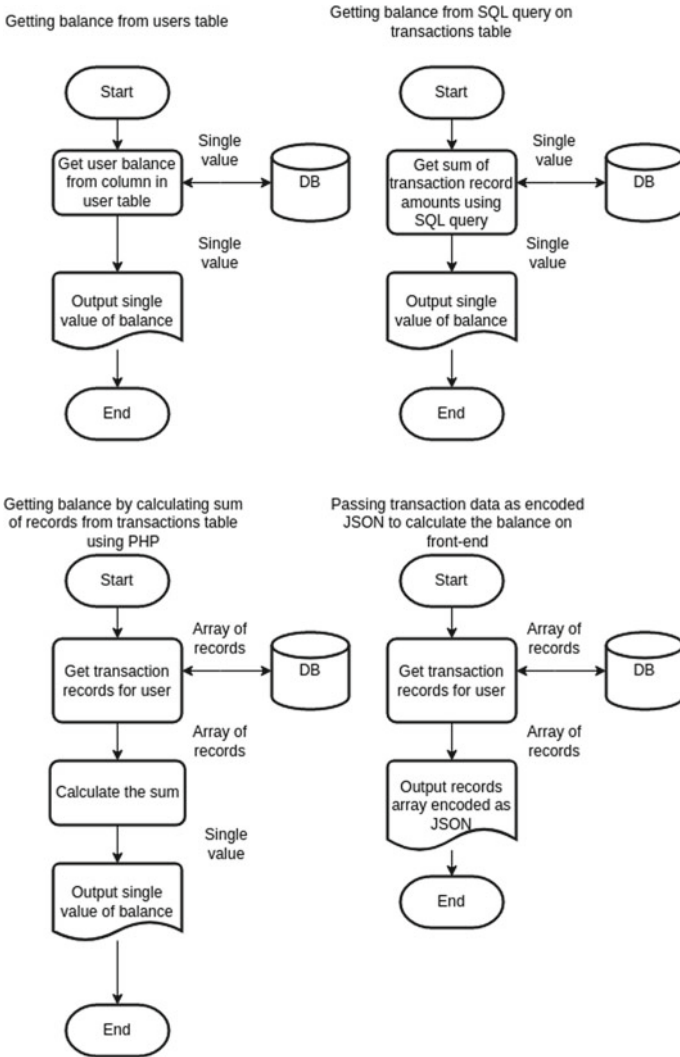 Getting balance from users table
Start
Single
value
Get user balance
from column in
user table
DB
Single
value
Output single
value of balance
End
Getting balance from SQL query on
transactions table
Start
Single
value
Get sum of
transaction record
amounts using
SQL query
DB
Single
value
Output single
value of balance
End
Getting balance by calculating sum
of records from transactions table
using PHP
Start
Array of
records
Get transaction
records for user
DB
Array of
records
Calculate the sum
Single
value
Output single
value of balance
End
Passing transaction data as encoded
JSON to calculate the balance on
front-end
Start
Array of
records
Get transaction
records for user
DB
Array of
records
Output records
array encoded as
JSON
End